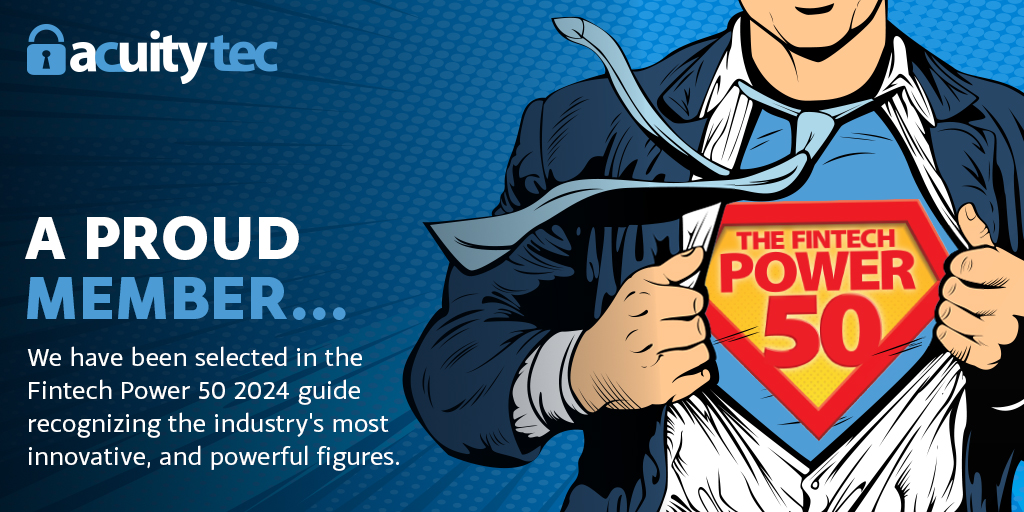 acuitytec
A PROUD
MEMBER...
We have been selected in the
Fintech Power 50 2024 guide
recognizing the industry's most
innovative, and powerful figures.
THE FINTECH
POWER
50